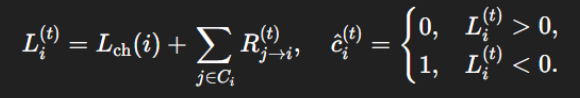 $$L_i^{(t)} = L_{\mathrm{ch}}(i) + \sum_{j \in C_i} R_{j \to i}^{(t)}, \quad \hat{c}_i^{(t)} = \begin{cases} 0, & L_i^{(t)} > 0, \\ 1, & L_i^{(t)} < 0. \end{cases}$$